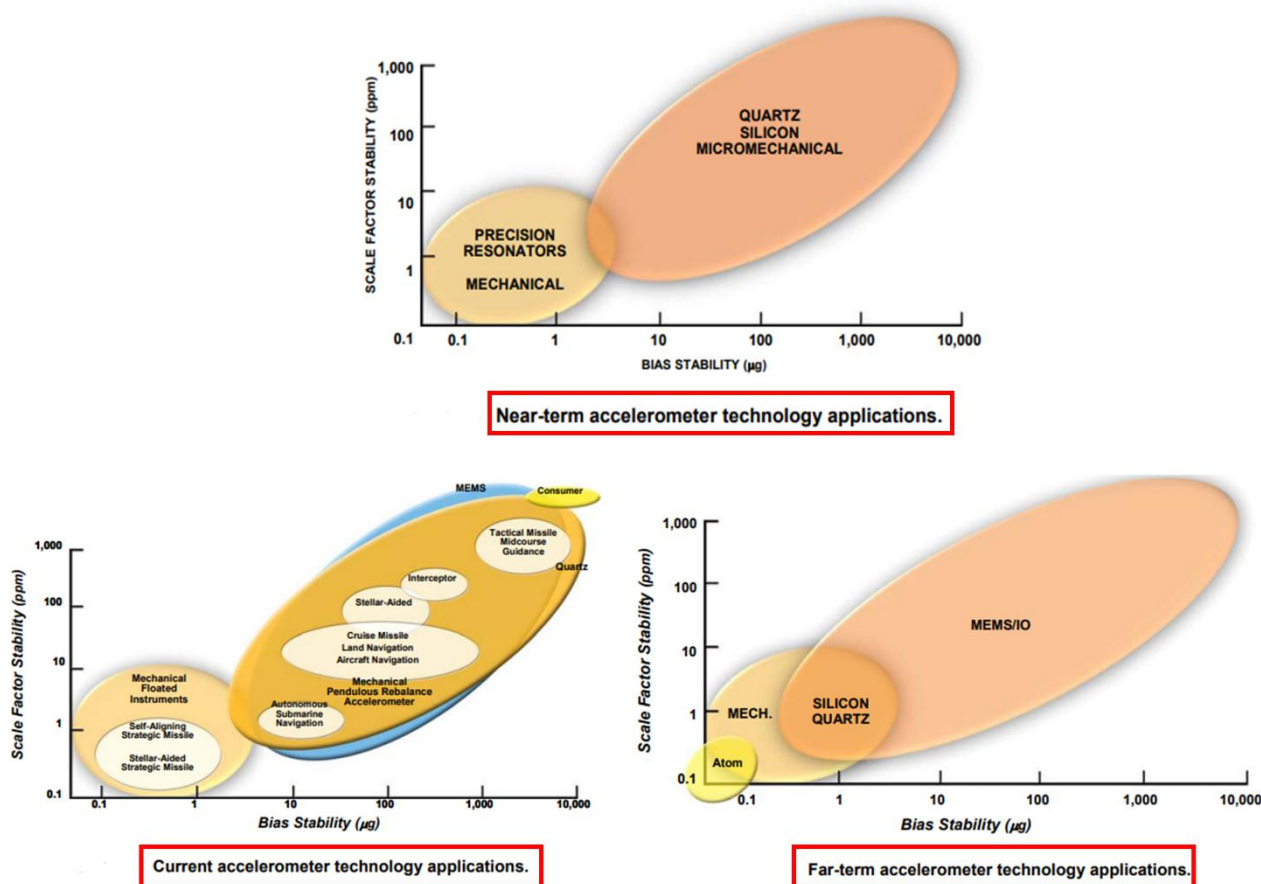 SCALE FACTOR STABILITY (ppm)
1,000
100
10
1
0.1
QUARTZ
SILICON
MICROMECHANICAL
PRECISION
RESONATORS
MECHANICAL
0.1 1 10 100 1,000 10,000
BIAS STABILITY (µg)
Near-term accelerometer technology applications.
Scale Factor Stability (ppm)
1,000
100
10
1
0.1
MEMS
Consumer
Tactical Missile
Midcourse
Guidance
Quartz
Interceptor
Stellar-Aided
Cruise Missile
Land Navigation
Aircraft Navigation
Mechanical
Pendulous Rebalance
Accelerometer
Autonomous
Submarine
Navigation
Mechanical
Floated
Instruments
Self-Aligning
Strategic Missile
Stellar-Aided
Strategic Missile
0.1 1 10 100 1,000 10,000
Bias Stability (µg)
Current accelerometer technology applications.
Scale Factor Stability (ppm)
1,000
100
10
1
0.1
MEMS/IO
SILICON
QUARTZ
MECH.
Atom
0.1 1 10 100 1,000 10,000
Bias Stability (µg)
Far-term accelerometer technology applications.